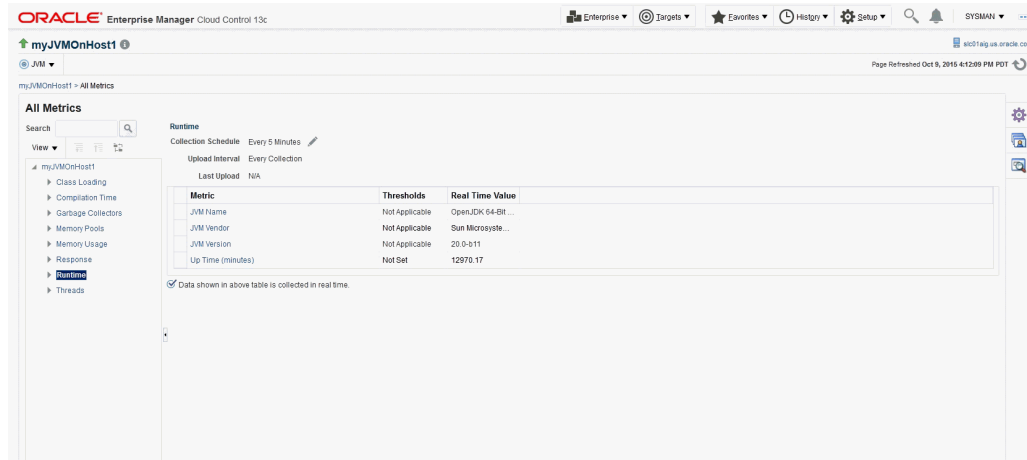 ORACLE Enterprise Manager Cloud Control 13c
Enterprise Targets Favorites History Setup SYSMAN
myJVMOnHost1
slc01aig.us.oracle.co
JVM
Page Refreshed Oct 9, 2015 4:12:09 PM PDT
myJVMOnHost1 > All Metrics
All Metrics
Search
View
myJVMOnHost1
Class Loading
Compilation Time
Garbage Collectors
Memory Pools
Memory Usage
Response
Runtime
Threads
Runtime
Collection Schedule Every 5 Minutes
Upload Interval Every Collection
Last Upload N/A
Metric Thresholds Real Time Value
JVM Name Not Applicable OpenJDK 64-Bit ...
JVM Vendor Not Applicable Sun Microsyste...
JVM Version Not Applicable 20.0-b11
Up Time (minutes) Not Set 12970.17
Data shown in above table is collected in real time.